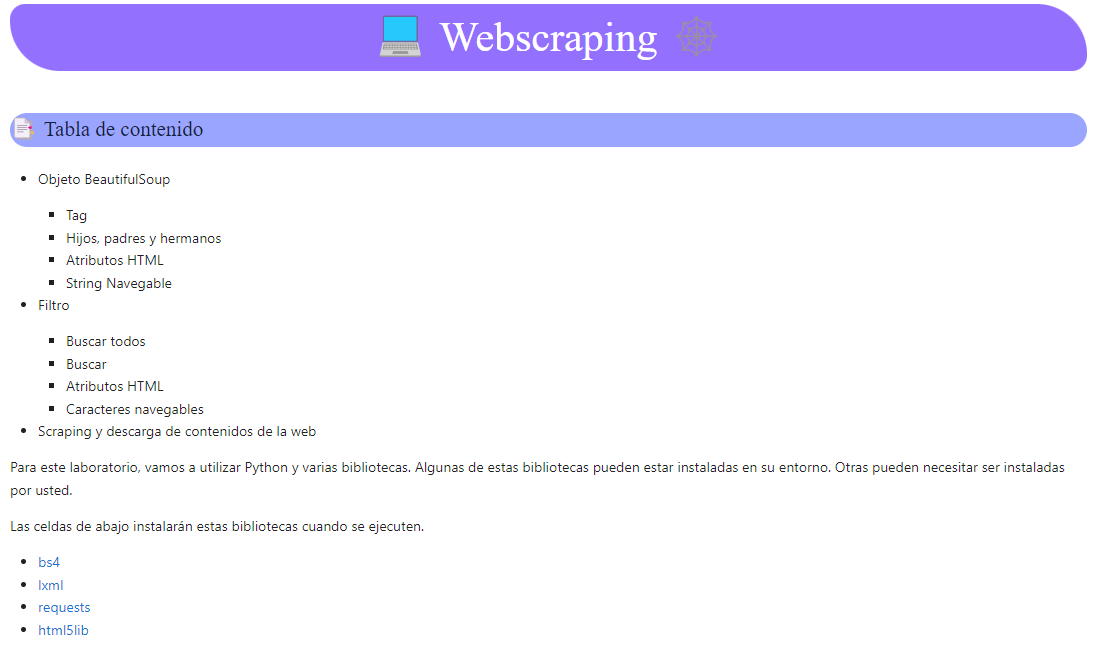 Webscraping
Tabla de contenido
Objeto BeautifulSoup
Tag
Hijos, padres y hermanos
Atributos HTML
String Navegable
Filtro
Buscar todos
Buscar
Atributos HTML
Caracteres navegables
Scraping y descarga de contenidos de la web
Para este laboratorio, vamos a utilizar Python y varias bibliotecas. Algunas de estas bibliotecas pueden estar instaladas en su entorno. Otras pueden necesitar ser instaladas
por usted.
Las celdas de abajo instalarán estas bibliotecas cuando se ejecuten.
bs4
lxml
requests
html5lib